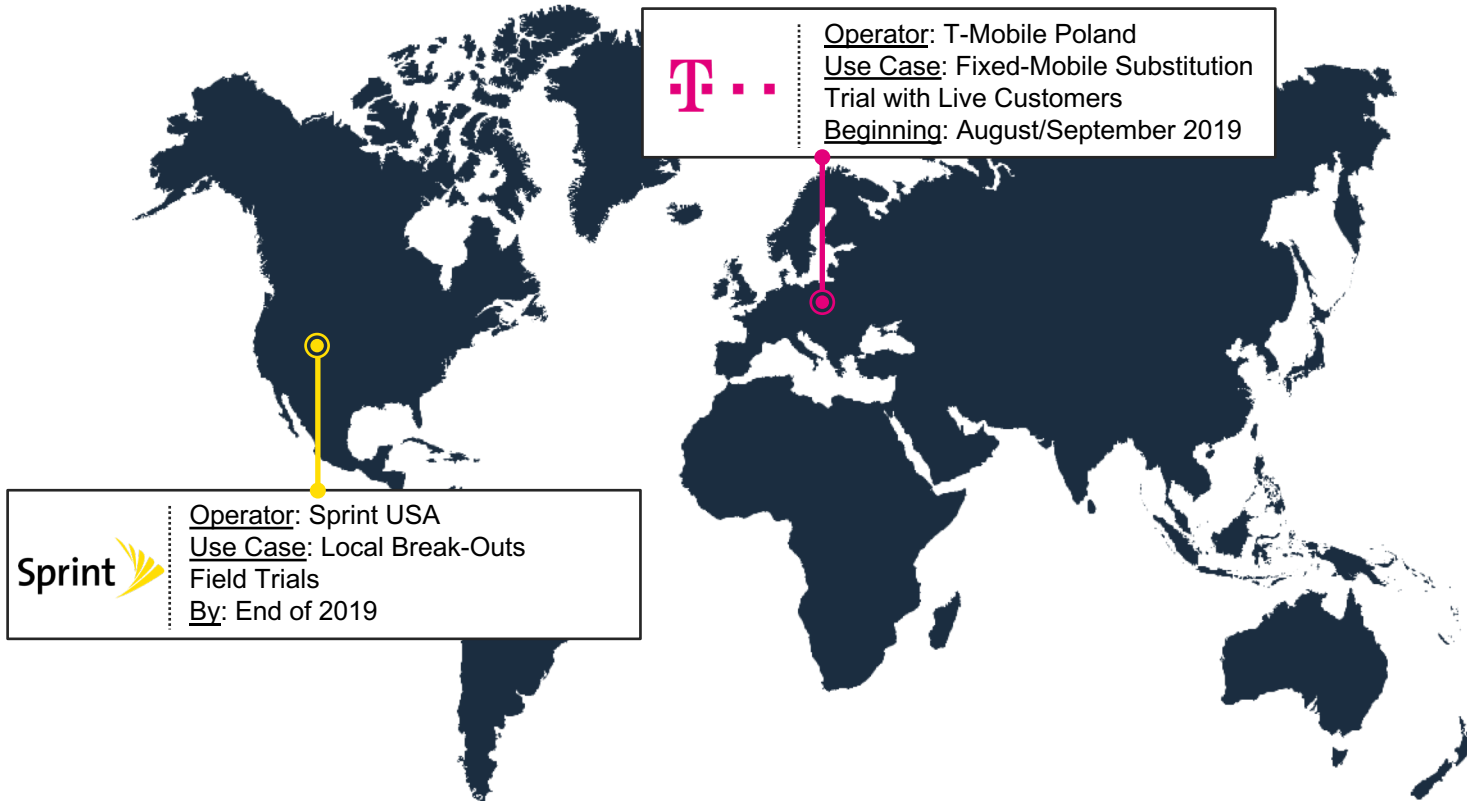 Operator: T-Mobile Poland
Use Case: Fixed-Mobile Substitution
Trial with Live Customers
Beginning: August/September 2019
T
Sprint
Operator: Sprint USA
Use Case: Local Break-Outs
Field Trials
By: End of 2019